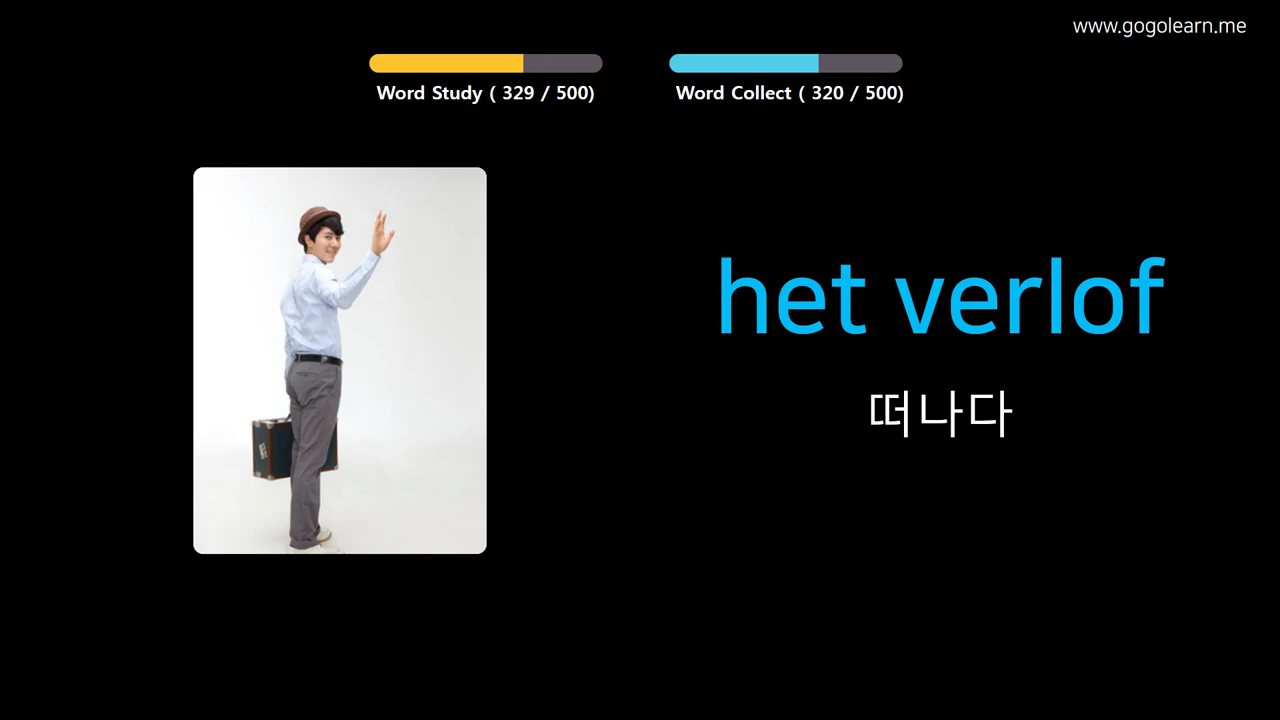 www.gogolearn.me
Word Study ( 329 / 500)
Word Collect ( 320 / 500)
het verlof
떠나다